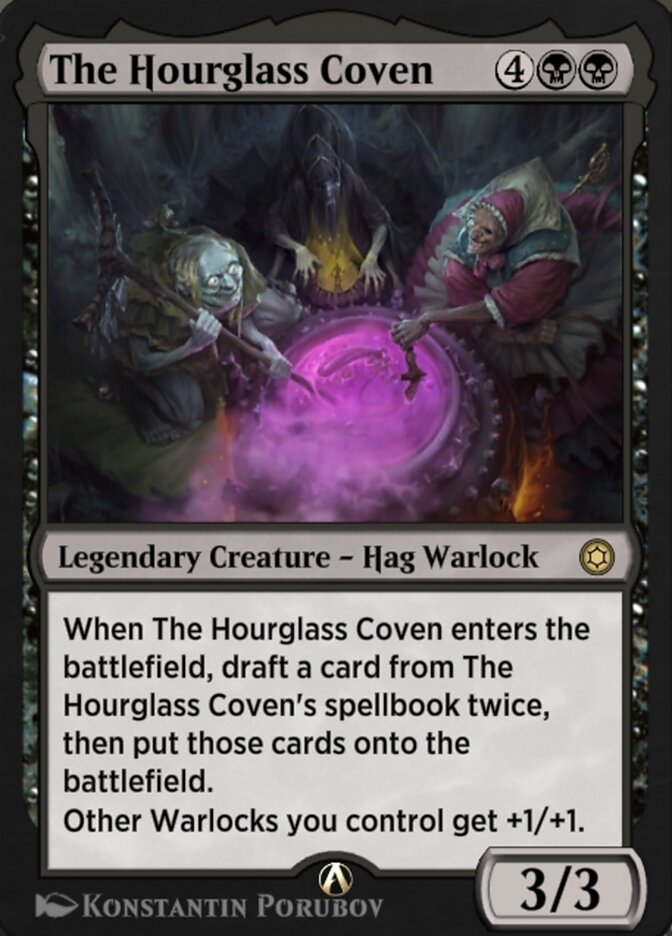 The Hourglass Coven 4
Legendary Creature – Hag Warlock
When The Hourglass Coven enters the
battlefield, draft a card from The
Hourglass Coven's spellbook twice,
then put those cards onto the
battlefield.
Other Warlocks you control get +1/+1.
3/3
Konstantin Porubov